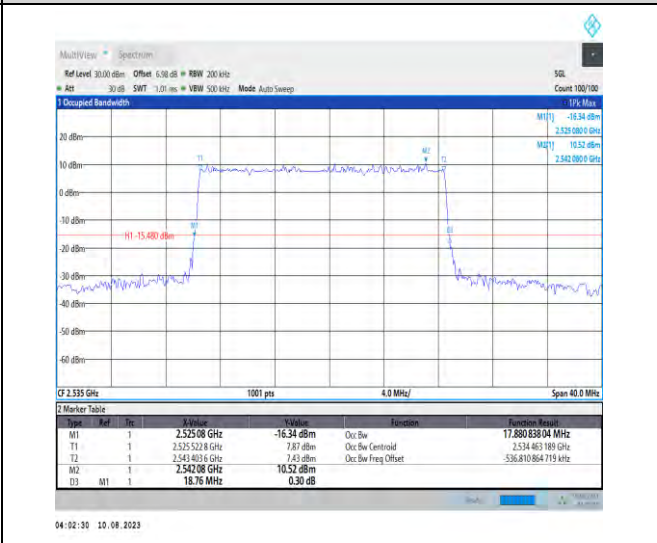 MultiView Spectrum
Ref Level 30.00 dBm Offset 6.98 dB RBW 200 kHz SGL
Att 30 dB SWT 1.01 ms VBW 500 kHz Mode Auto Sweep Count 100/100
1 Occupied Bandwidth 1Pk Max
M1[1] -16.34 dBm
2.525 080 0 GHz
M2[1] 10.52 dBm
2.542 080 0 GHz
20 dBm
M2
T1 T2
10 dBm
0 dBm
-10 dBm
M1 D3
H1 -15.480 dBm
-20 dBm
-30 dBm
-40 dBm
-50 dBm
-60 dBm
CF 2.535 GHz 1001 pts 4.0 MHz/ Span 40.0 MHz
2 Marker Table
Type Ref Trc X-Value Y-Value Function Function Result
M1 1 2.525 08 GHz -16.34 dBm Occ Bw 17.880 838 04 MHz
T1 1 2.525 522 8 GHz 7.87 dBm Occ Bw Centroid 2.534 463 189 GHz
T2 1 2.543 403 6 GHz 7.43 dBm Occ Bw Freq Offset -536.810 864 719 kHz
M2 1 2.542 08 GHz 10.52 dBm
D3 M1 1 18.76 MHz 0.30 dB
04:02:30 10.08.2023